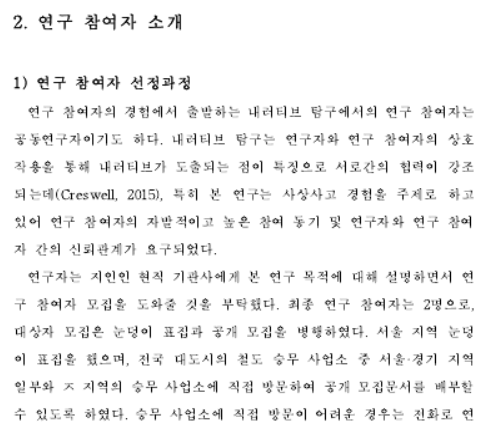 2. 연구 참여자 소개
1) 연구 참여자 선정과정
연구 참여자의 경험에서 출발하는 내러티브 탐구에서의 연구 참여자는
공동연구자이기도 하다. 내러티브 탐구는 연구자와 연구 참여자의 상호
작용을 통해 내러티브가 도출되는 점이 특징으로 서로간의 협력이 강조
되는데(Creswell, 2015), 특히 본 연구는 사상사고 경험을 주제로 하고
있어 연구 참여자의 자발적이고 높은 참여 동기 및 연구자와 연구 참여
자 간의 신뢰관계가 요구되었다.
연구자는 지인인 현직 기관사에게 본 연구 목적에 대해 설명하면서 연
구 참여자 모집을 도와줄 것을 부탁했다. 최종 연구 참여자는 2명으로,
대상자 모집은 눈덩이 표집과 공개 모집을 병행하였다. 서울 지역 눈덩
이 표집을 했으며, 전국 대도시의 철도 승무 사업소 중 서울·경기 지역
일부와 ㅈ 지역의 승무 사업소에 직접 방문하여 공개 모집문서를 배부할
수 있도록 하였다. 승무 사업소에 직접 방문이 어려운 경우는 전화로 연